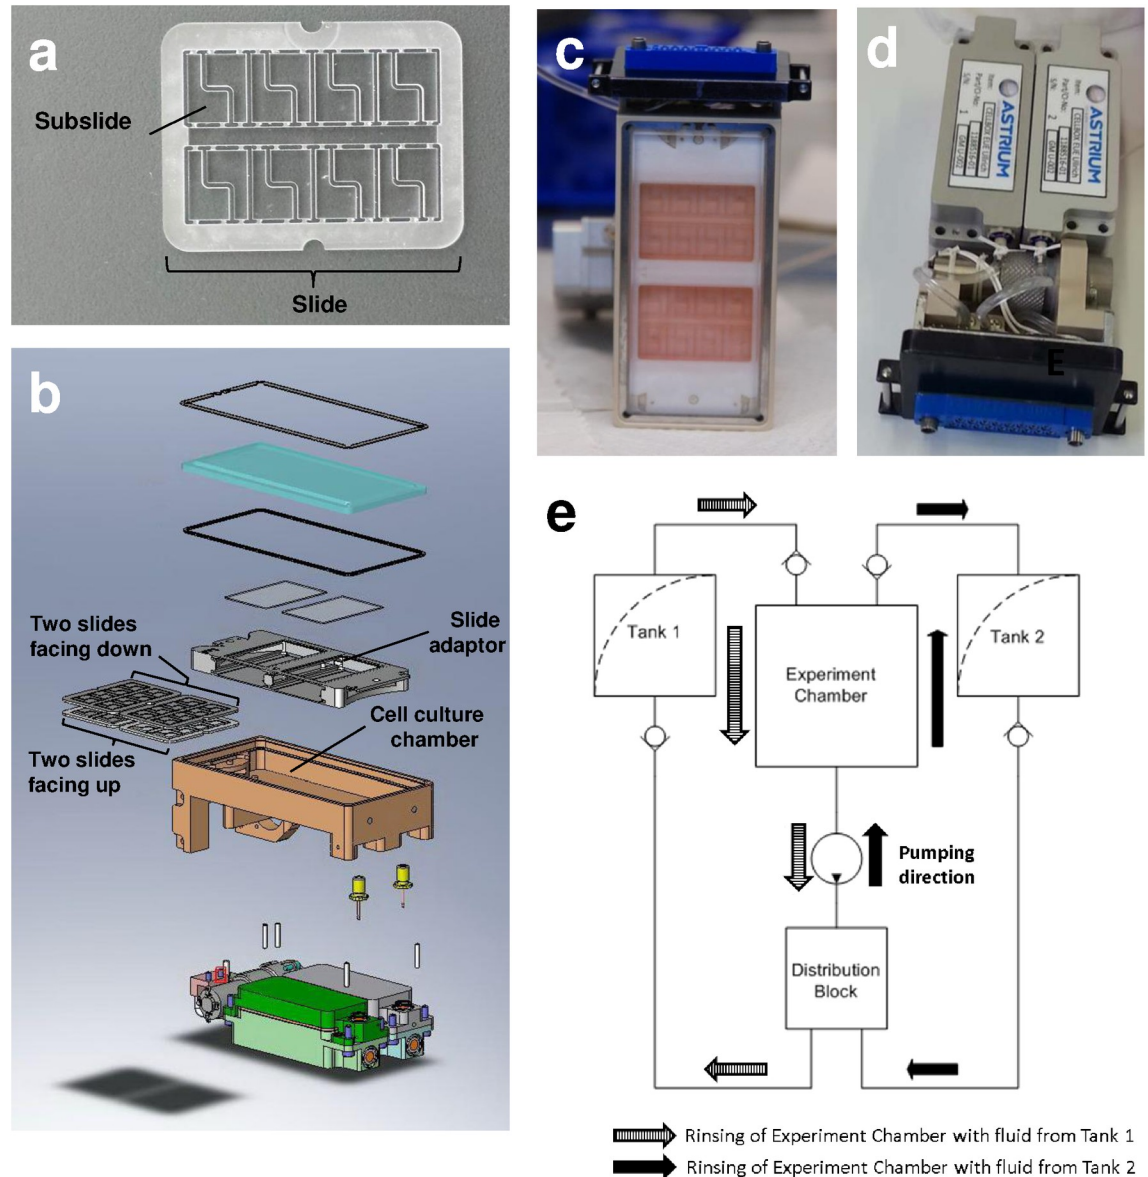 a
Subslide
Slide
b
Two slides
facing down
Slide
adaptor
Cell culture
chamber
Two slides
facing up
c
d
ASTRIUM
ASTRIUM
E
e
Tank 1
Tank 2
Experiment
Chamber
Pumping
direction
Distribution
Block
Rinsing of Experiment Chamber with fluid from Tank 1
Rinsing of Experiment Chamber with fluid from Tank 2